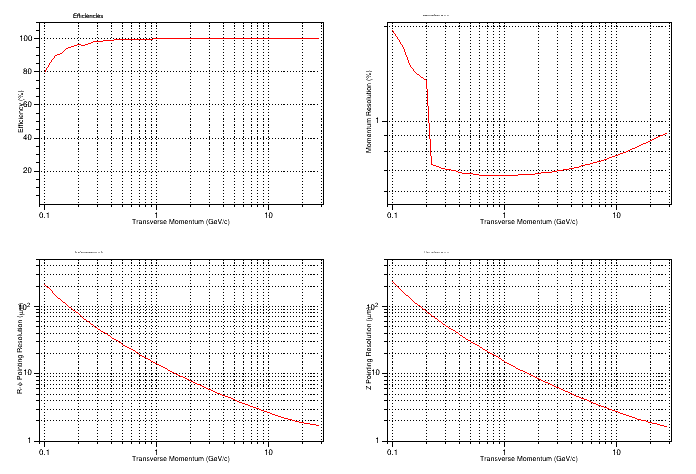 Efficiencies
Efficiency (%)
100
80
60
40
20
0.1
1
10
Transverse Momentum (GeV/c)
Momentum Resolution (%)
1
0.1
1
10
Transverse Momentum (GeV/c)
R-ϕ Pointing Resolution (μm)
10²
10
1
0.1
1
10
Transverse Momentum (GeV/c)
Z Pointing Resolution (μm)
10²
10
1
0.1
1
10
Transverse Momentum (GeV/c)